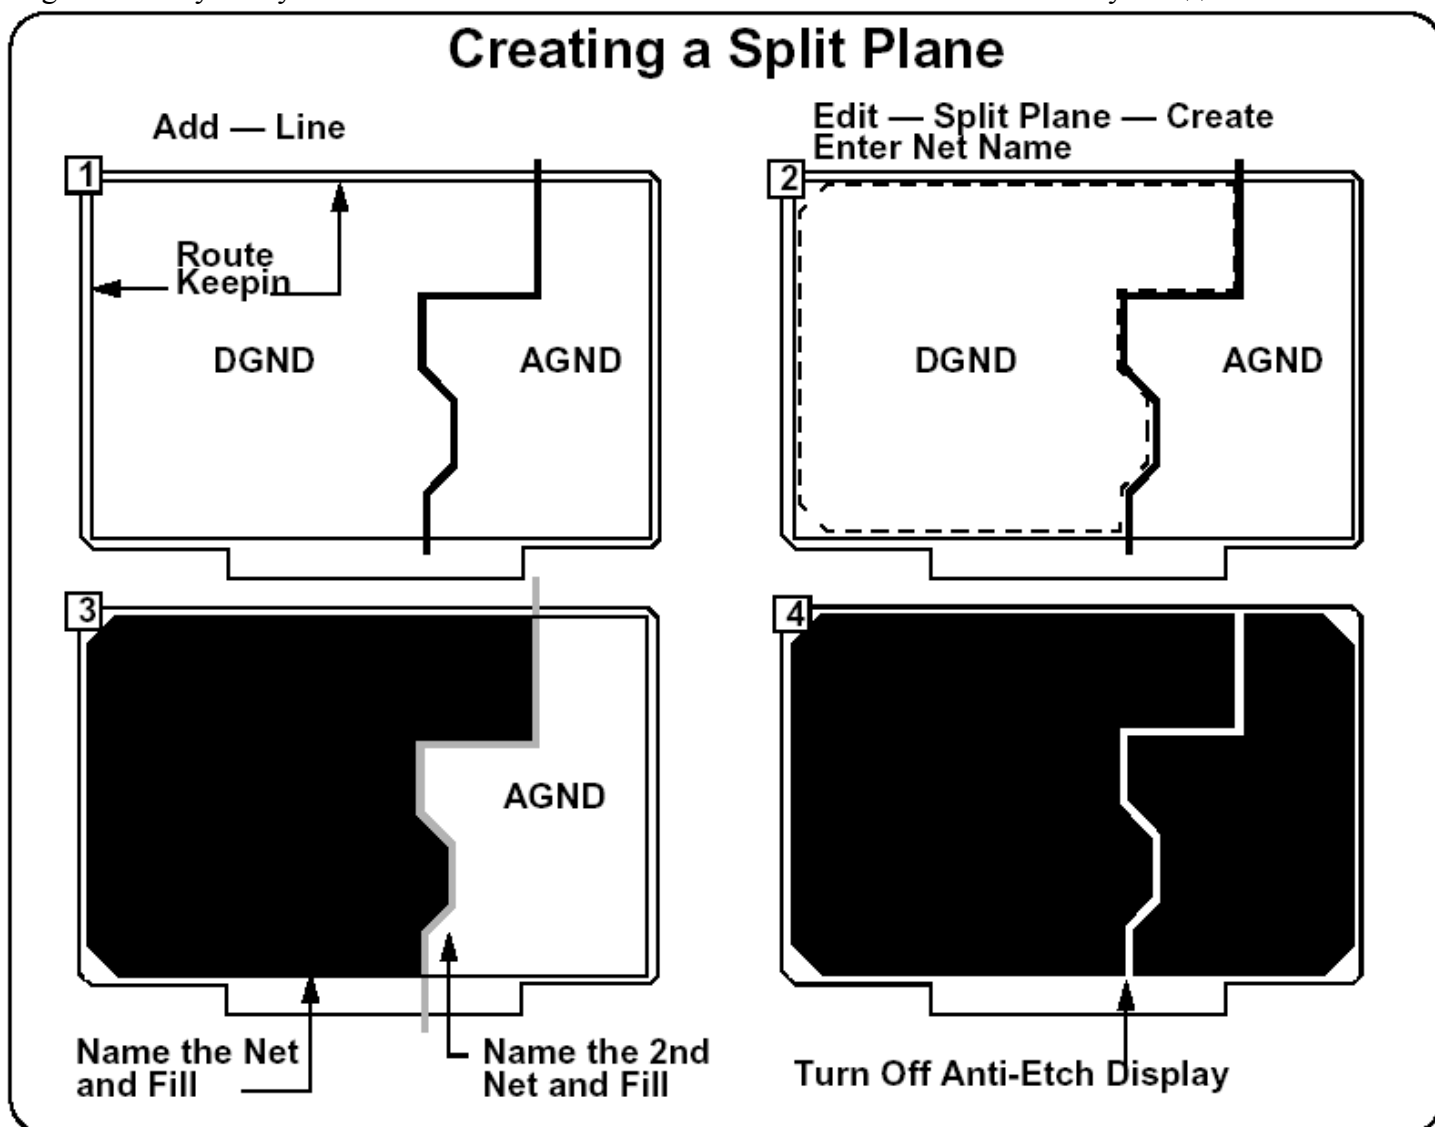 Creating a Split Plane
Add — Line
1
Route
Keepin
DGND
AGND
Edit — Split Plane — Create
Enter Net Name
2
DGND
AGND
3
AGND
Name the Net
and Fill
Name the 2nd
Net and Fill
4
Turn Off Anti-Etch Display